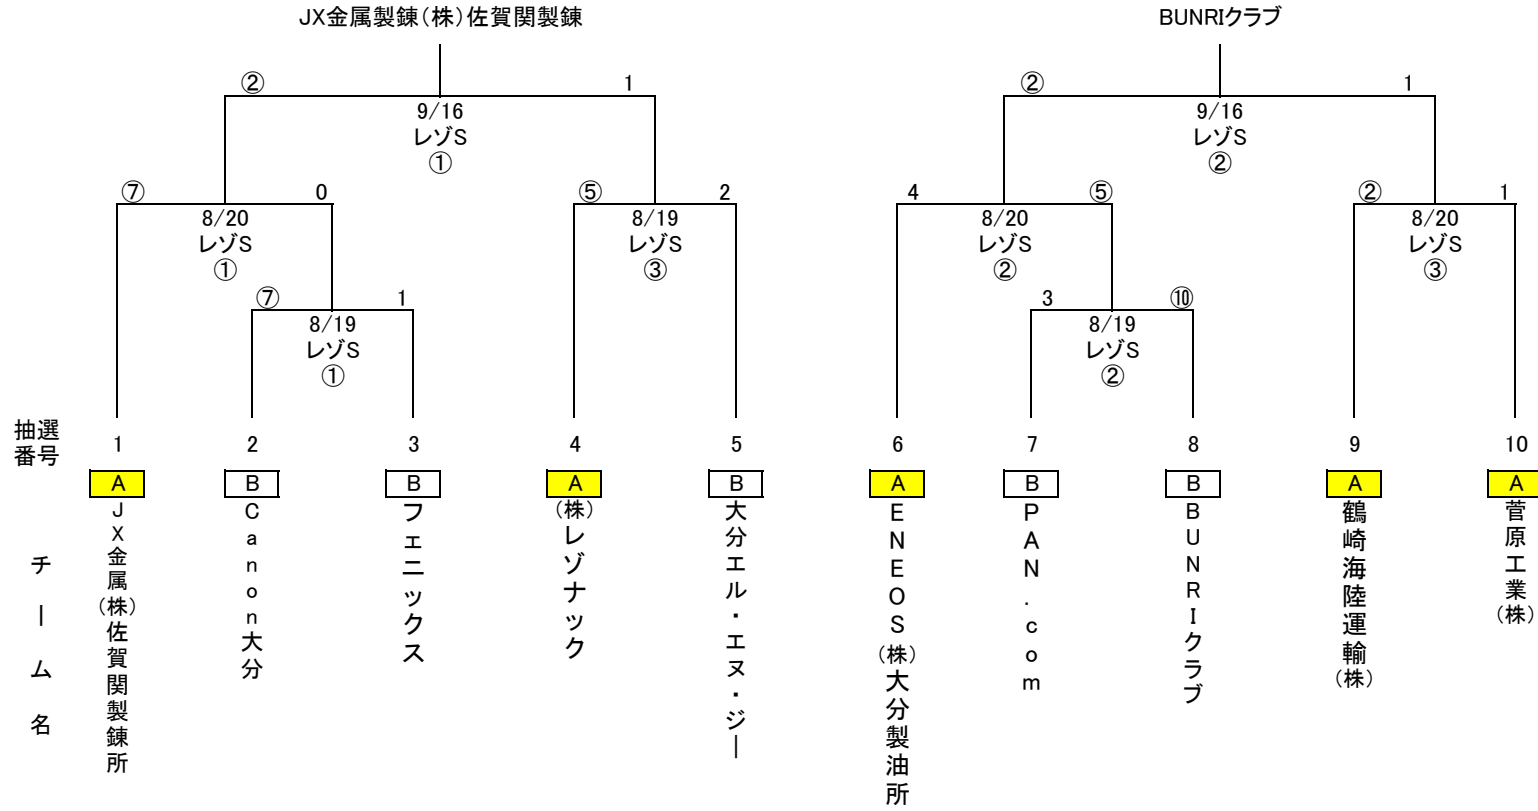 JX金属製錬(株)佐賀関製錬
BUNRIクラブ
② 1
9/16
レゾS
①
② 1
9/16
レゾS
②
⑦ 0
8/20
レゾS
①
⑤ 2
8/19
レゾS
③
4 ⑤
8/20
レゾS
②
② 1
8/20
レゾS
③
⑦ 1
8/19
レゾS
①
3 ⑩
8/19
レゾS
②
抽選
番号
1 2 3 4 5 6 7 8 9 10
A B B A B A B B A A
チーム名
JX金属(株)佐賀関製錬所
Canon大分
フェニックス
(株)レゾナック
大分エル・エヌ・ジー
ENEOS(株)大分製油所
PAN.com
BUNRIクラブ
鶴崎海陸運輸(株)
菅原工業(株)